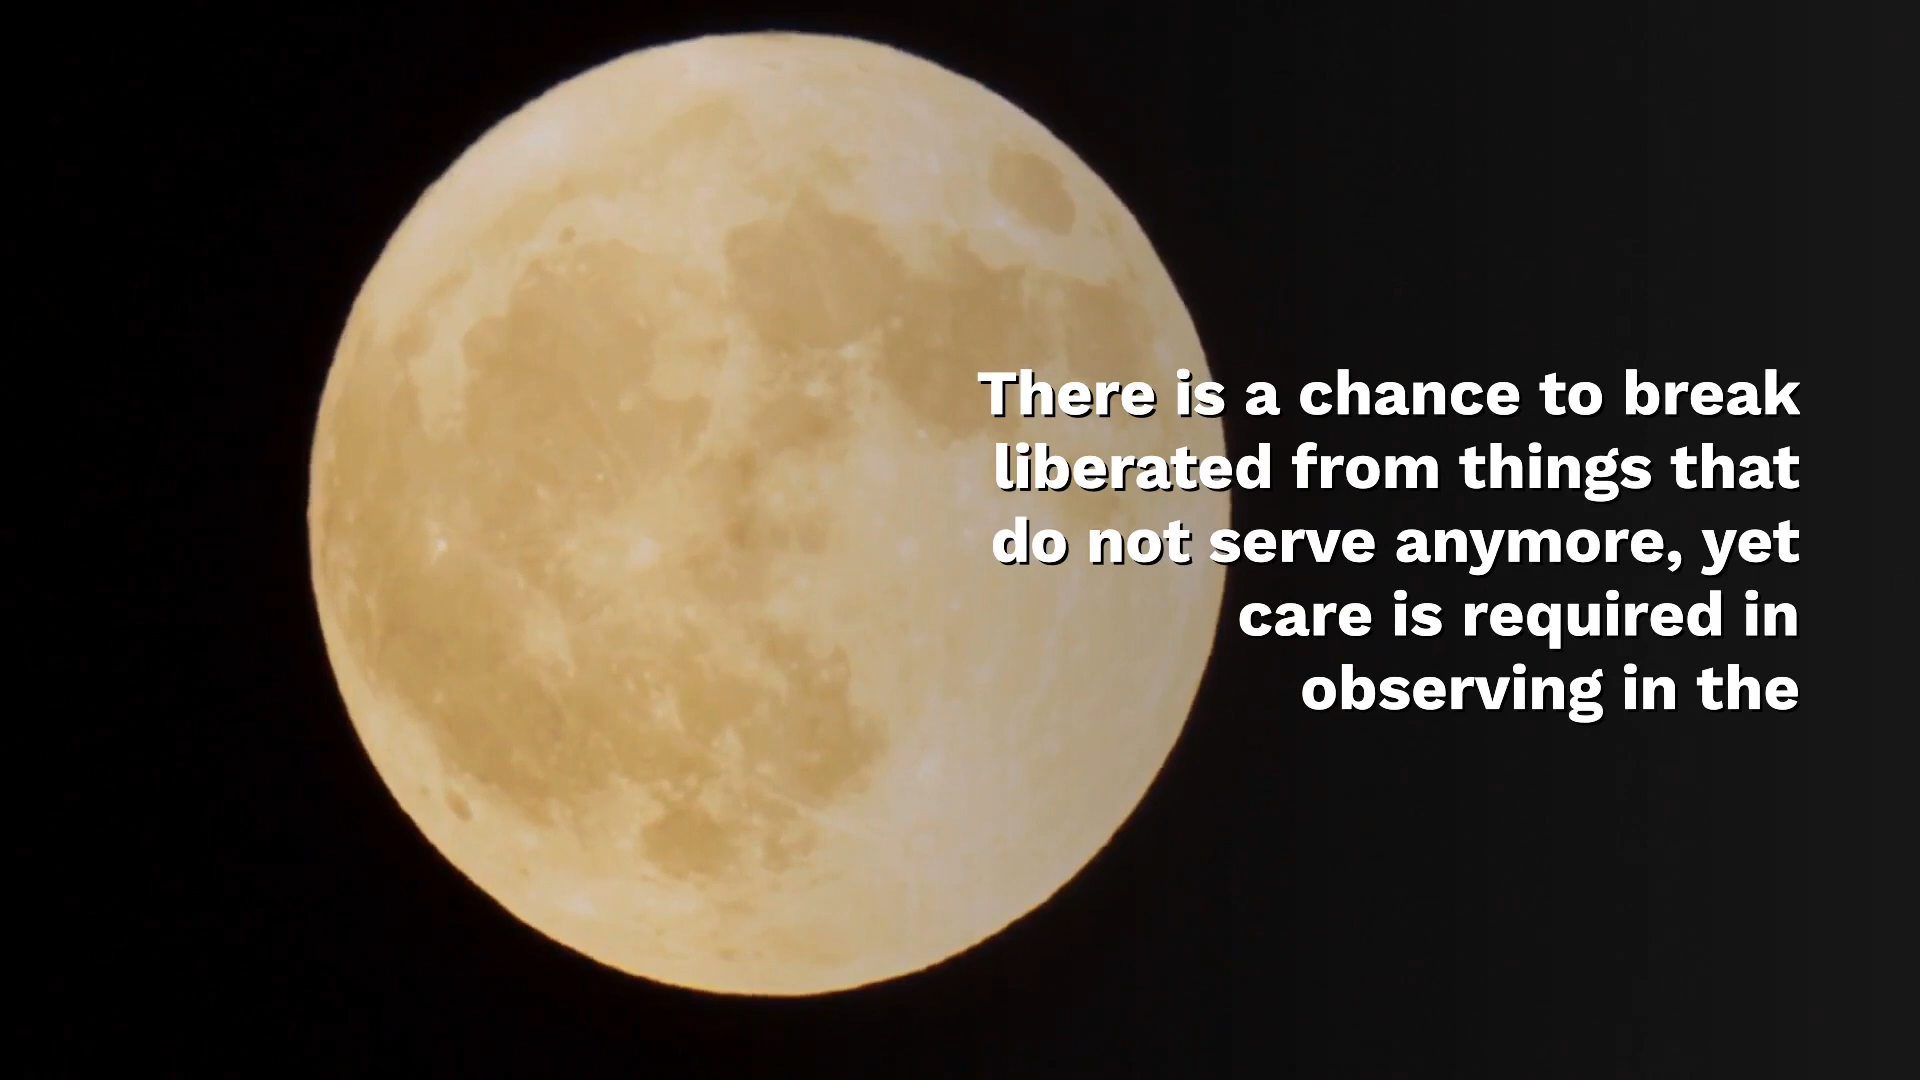 There is a chance to break
liberated from things that
do not serve anymore, yet
care is required in
observing in the